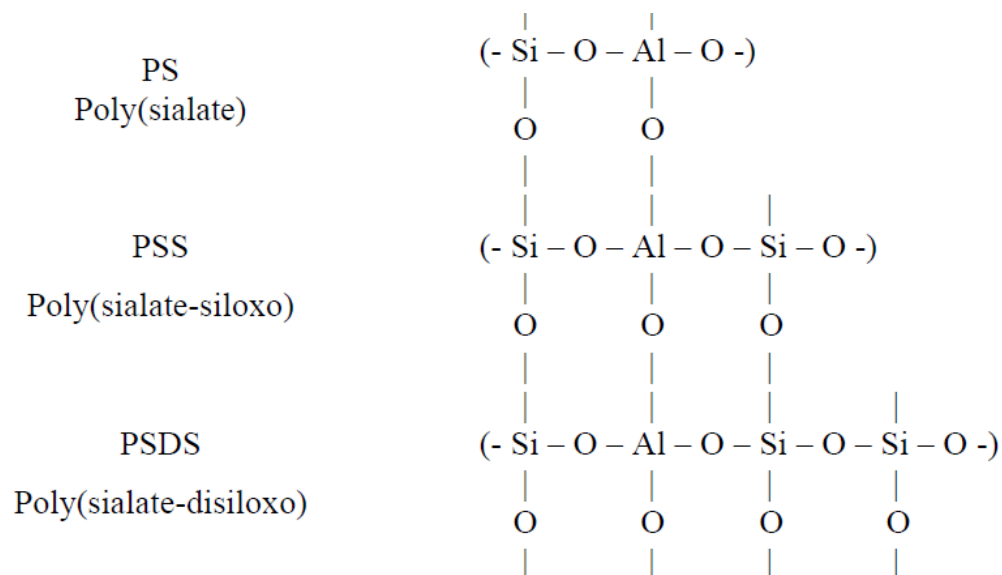 PS
Poly(sialate)
(- Si – O – Al – O -)
O O
PSS
Poly(sialate-siloxo)
(- Si – O – Al – O – Si – O -)
O O O
PSDS
Poly(sialate-disiloxo)
(- Si – O – Al – O – Si – O – Si – O -)
O O O O